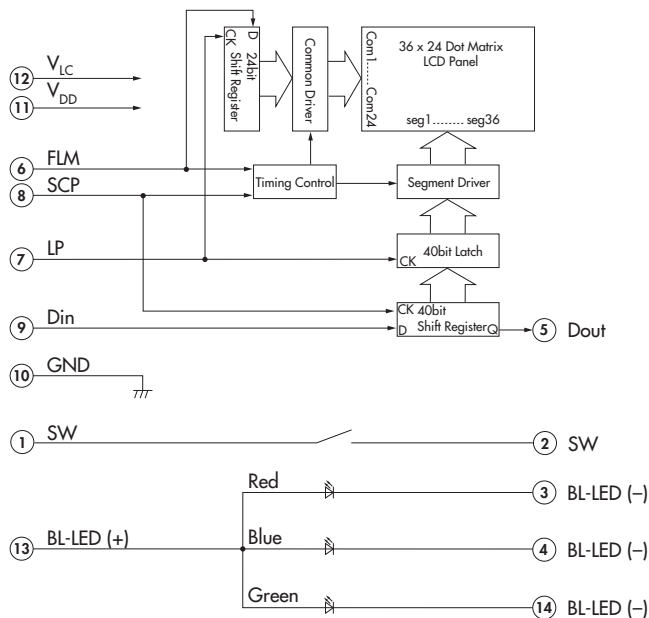 D 24bit
CK Shift Register
Common Driver
Com1...... Com24
36 x 24 Dot Matrix
LCD Panel
seg1........ seg36
12 VLC
11 VDD
6 FLM
8 SCP
Timing Control
Segment Driver
7 LP
40bit Latch
CK
CK 40bit
D Shift Register Q
9 Din
5 Dout
10 GND
1 SW
2 SW
Red
3 BL-LED (–)
13 BL-LED (+)
Blue
4 BL-LED (–)
Green
14 BL-LED (–)